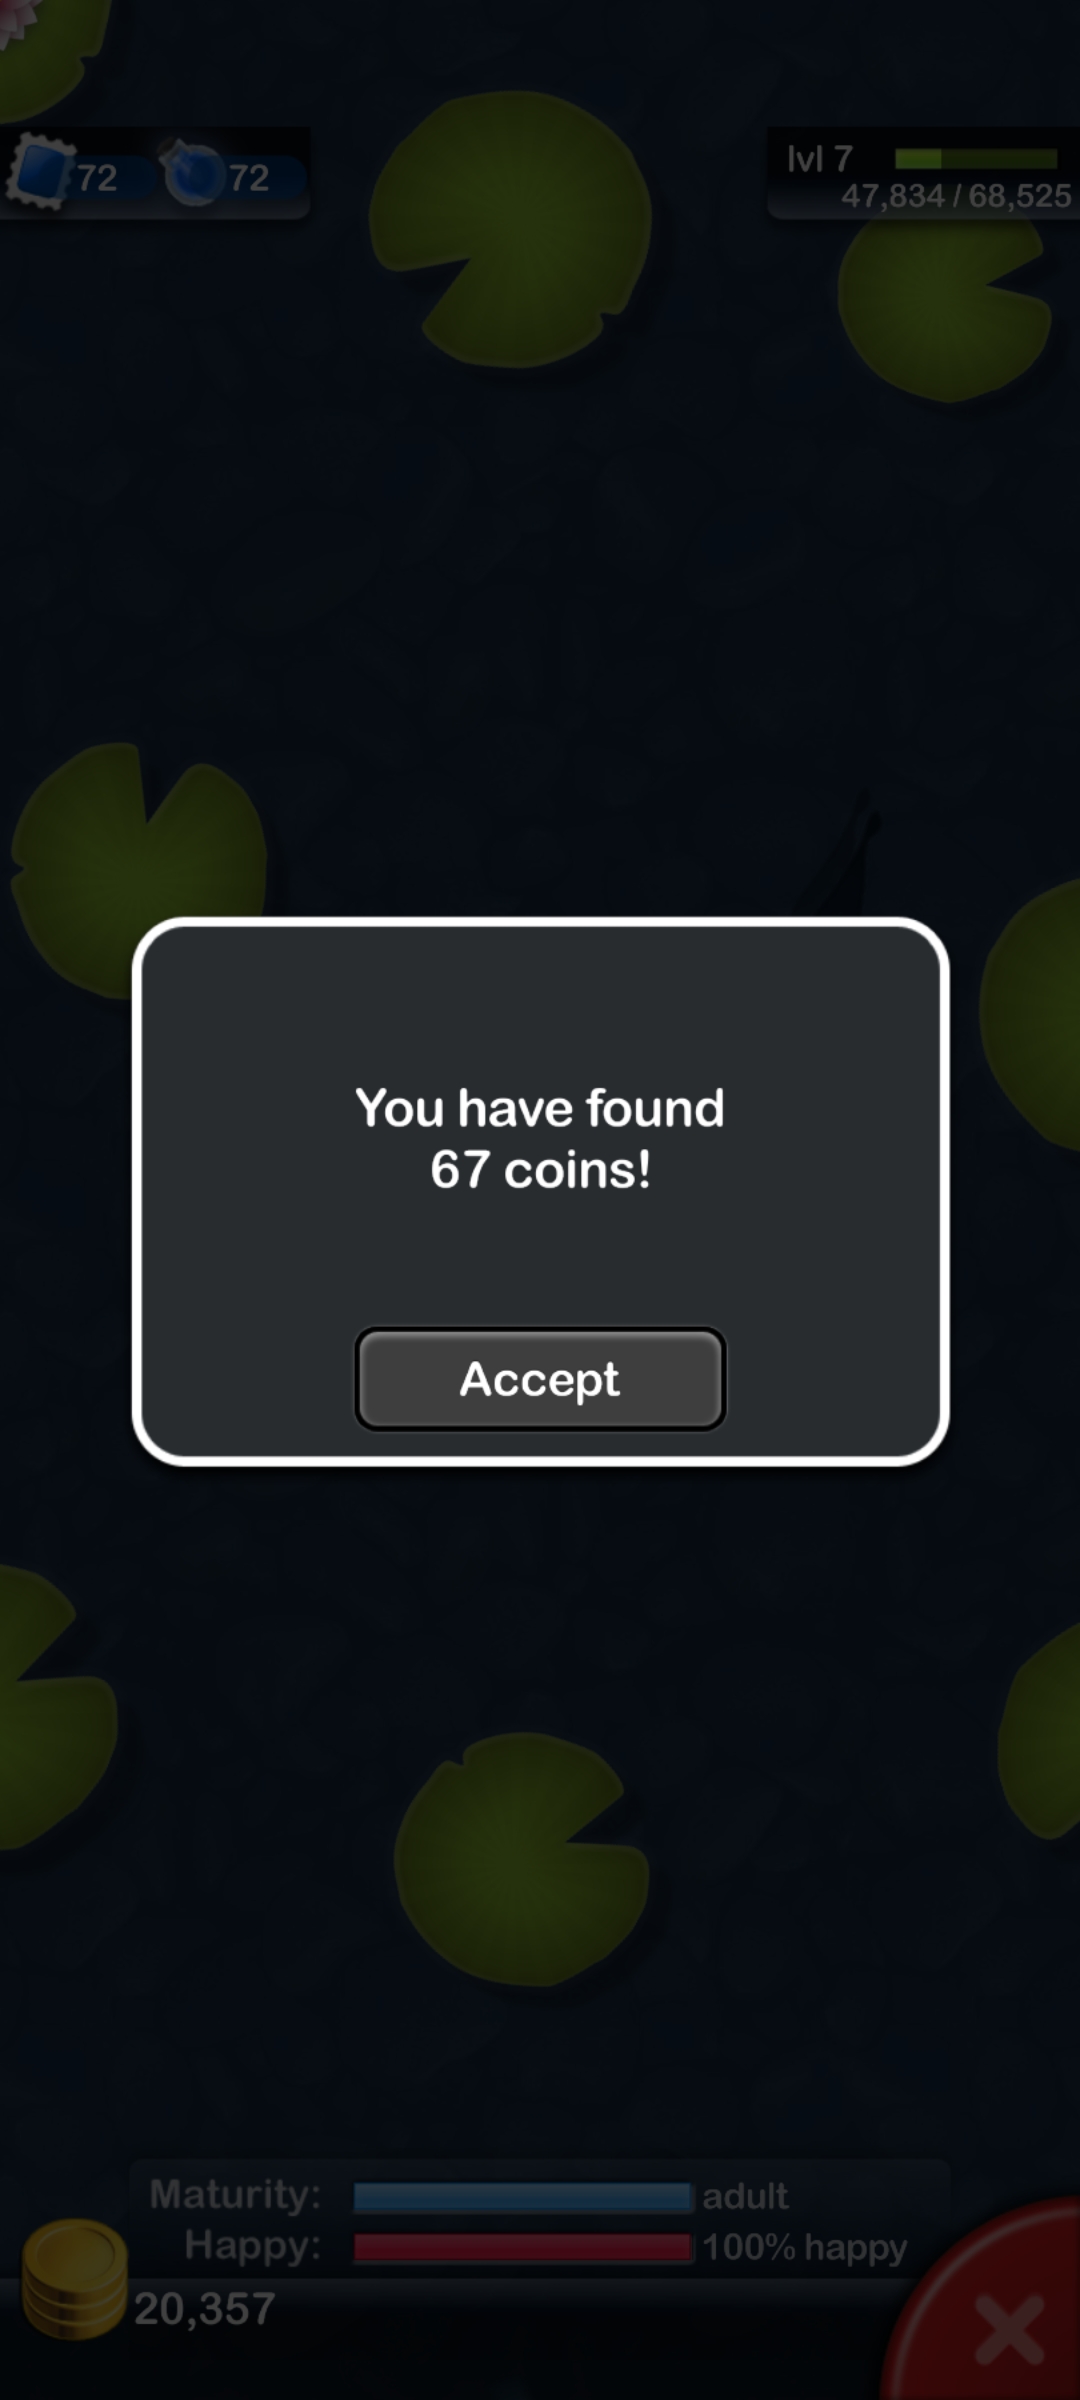 72 72
lvl 7
47,834 / 68,525
You have found
67 coins!
Accept
Maturity: adult
Happy: 100% happy
20,357